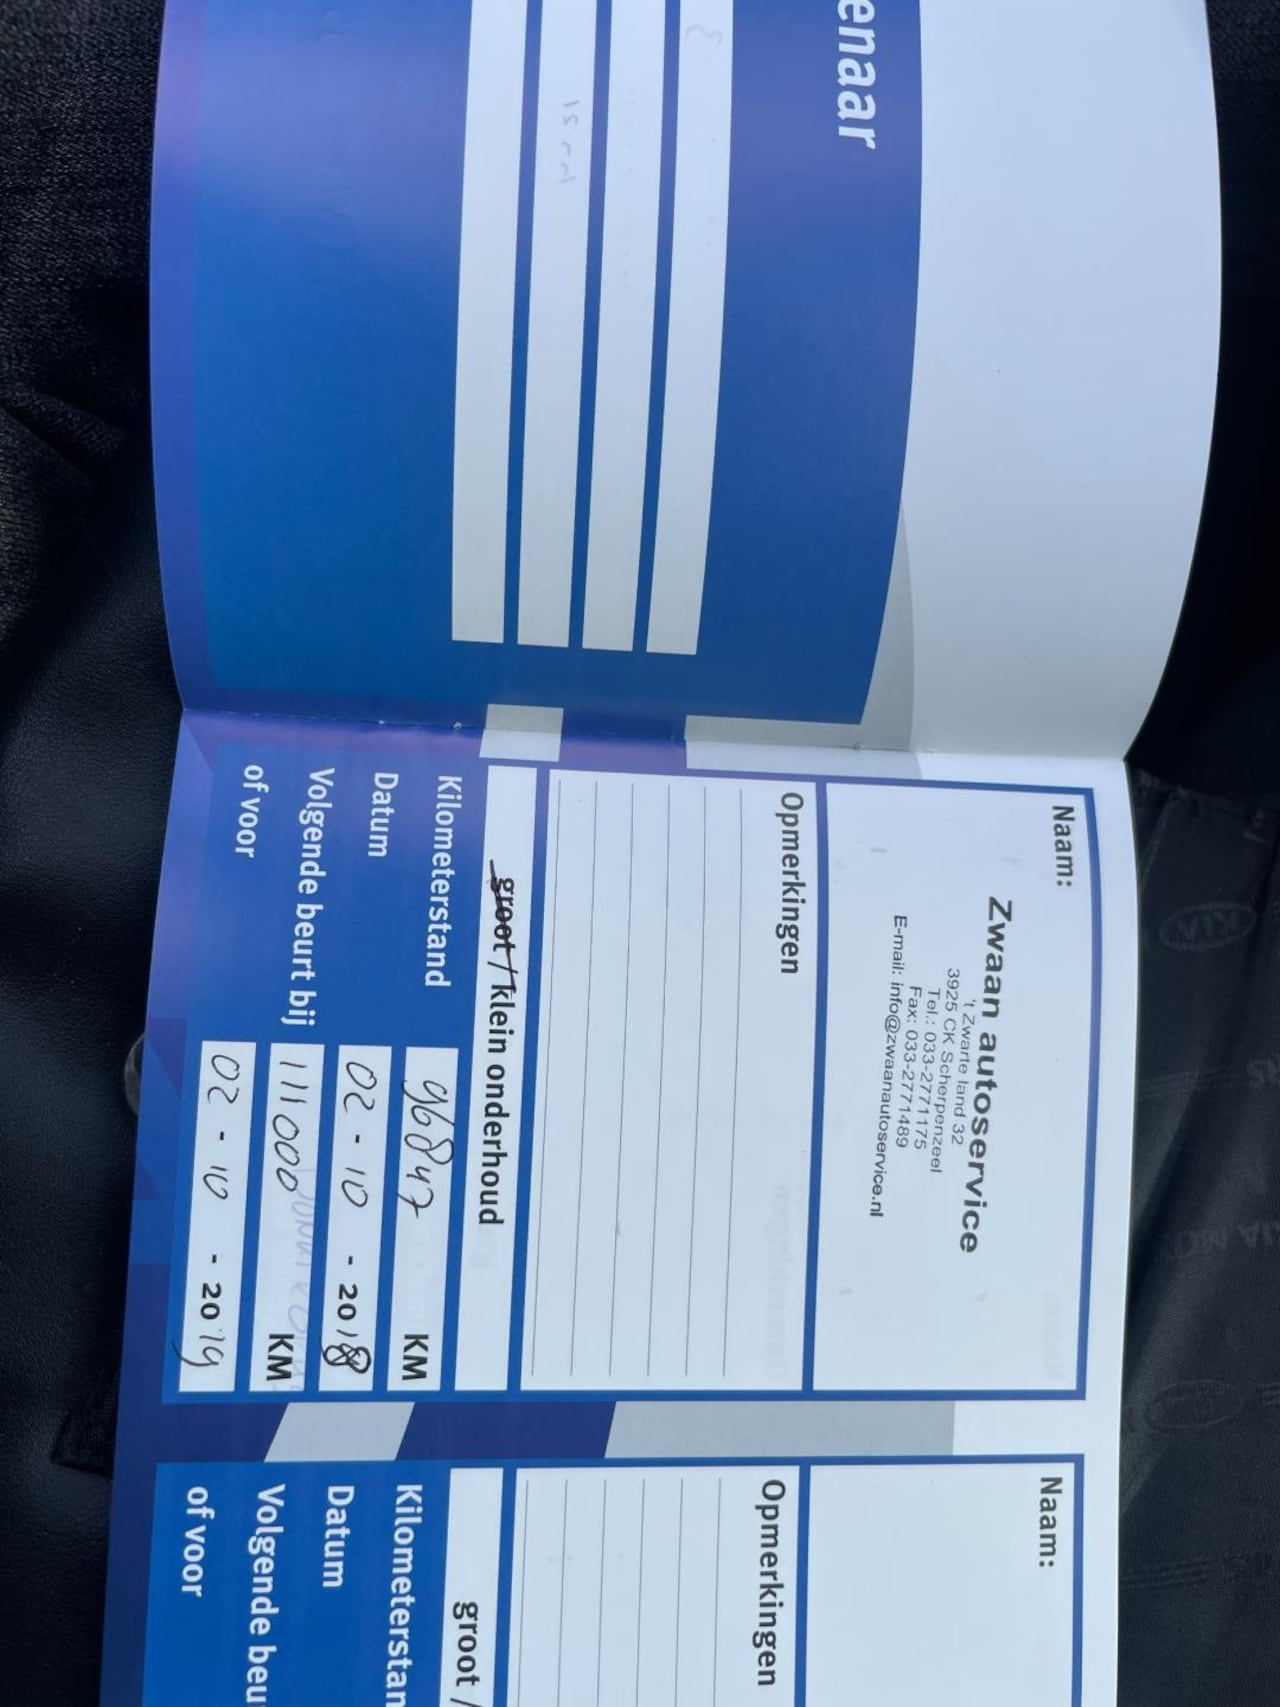 enaar
Naam:
Zwaan autoservice
't Zwarte land 32
3925 CK Scherpenzeel
Tel.: 033-2771175
Fax: 033-2771489
E-mail: info@zwaanautoservice.nl
Opmerkingen
groot / klein onderhoud
Kilometerstand 96847 KM
Datum 02 - 10 - 2018
Volgende beurt bij 111000 KM
of voor 02 - 10 - 2019
Naam:
Opmerkingen
groot /
Kilometerstan
Datum
Volgende beu
of voor
KIA